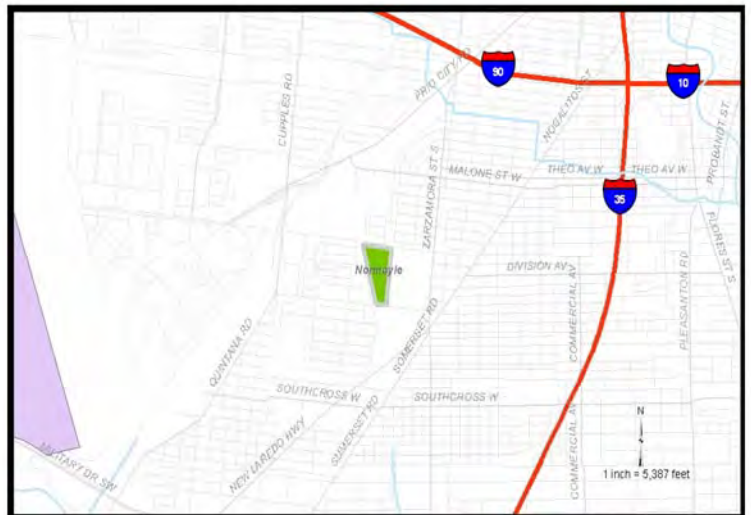 90
10
PRIO CITY RD
NOGALITOS ST
CUPPLES RD
PROBANDT ST
MALONE ST W
THEO AV W
THEO AV W
35
ZARZAMORA ST S
FLORES ST S
DIVISION AV
COMMERCIAL AV
PLEASANTON RD
QUINTANA RD
SOMERSET RD
SOUTHCROSS W
SOUTHCROSS W
NEW LAREDO HWY
SOMERSET RD
COMMERCIAL AV
MILITARY DR SW
N
1 inch = 5,387 feet